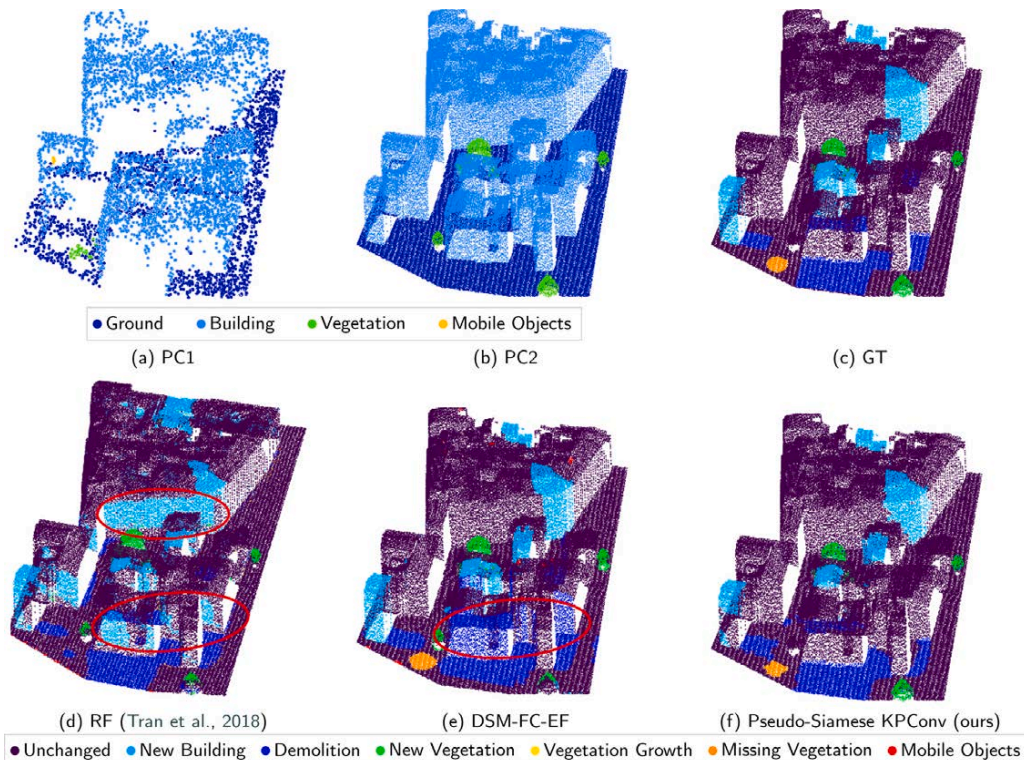 Ground Building Vegetation Mobile Objects
(a) PC1 (b) PC2 (c) GT
(d) RF (Tran et al., 2018) (e) DSM-FC-EF (f) Pseudo-Siamese KPConv (ours)
Unchanged New Building Demolition New Vegetation Vegetation Growth Missing Vegetation Mobile Objects